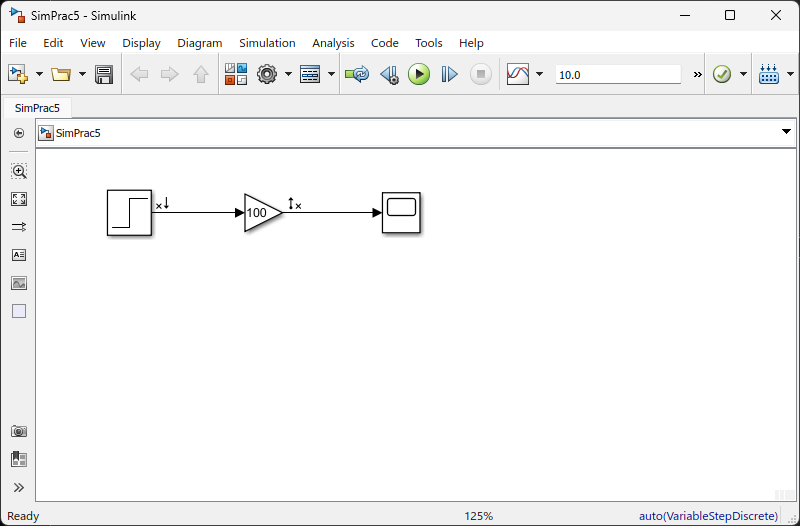 SimPrac5 - Simulink
File Edit View Display Diagram Simulation Analysis Code Tools Help
10.0 »
SimPrac5
SimPrac5
100
Ready 125% auto(VariableStepDiscrete)